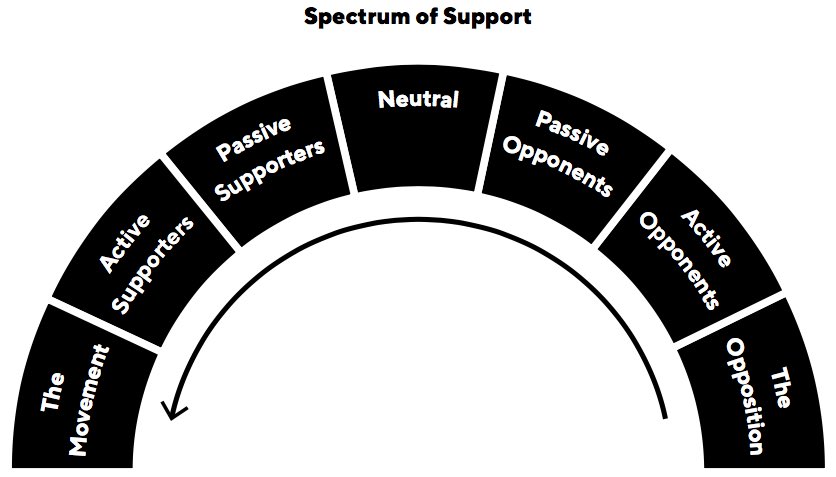 Spectrum of Support
The
Movement
Active
Supporters
Passive
Supporters
Neutral
Passive
Opponents
Active
Opponents
The
Opposition